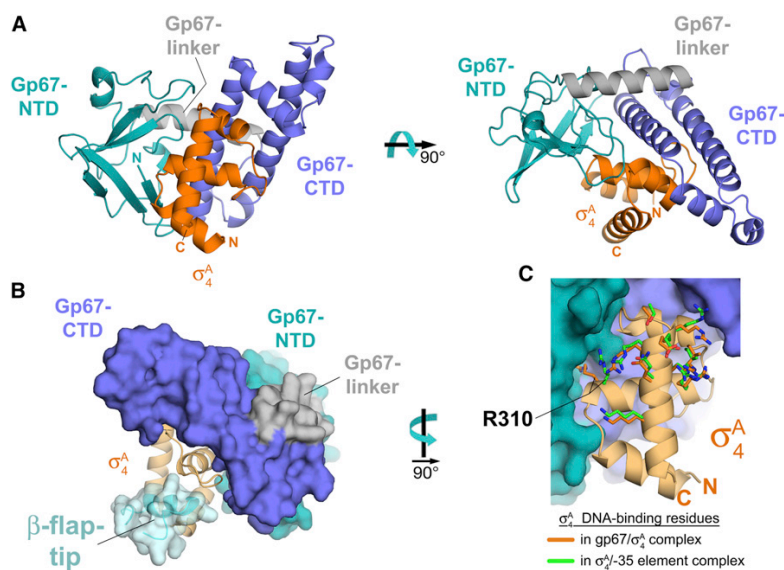 A
Gp67-
linker
Gp67-
NTD
Gp67-
CTD
N
C
N
σ₄ᴬ
90°
Gp67-
NTD
Gp67-
linker
Gp67-
CTD
σ₄ᴬ
N
C
B
Gp67-
CTD
Gp67-
NTD
Gp67-
linker
σ₄ᴬ
β-flap-
tip
90°
C
R310
σ₄ᴬ
C N
σ₄ᴬ DNA-binding residues
in gp67/σ₄ᴬ complex
in σ₄ᴬ/-35 element complex